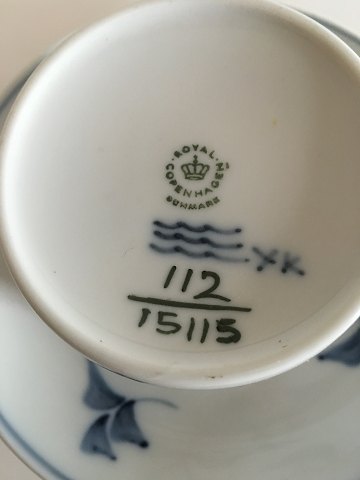 ROYAL
COPENHAGEN
DENMARK
112
15115